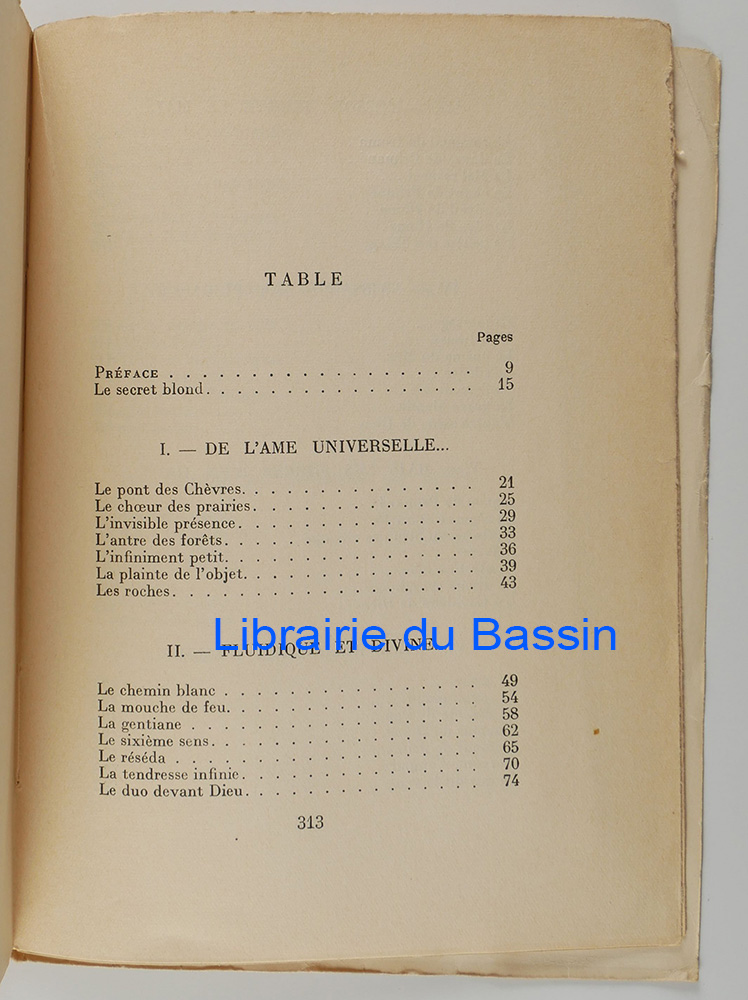 TABLE
Pages
PRÉFACE . . . . . . . . . . . . . . . . . . . 9
Le secret blond. . . . . . . . . . . . . . . . . 15
I. — DE L'AME UNIVERSELLE...
Le pont des Chèvres. . . . . . . . . . . . . . . 21
Le chœur des prairies. . . . . . . . . . . . . . 25
L'invisible présence. . . . . . . . . . . . . . . 29
L'antre des forêts. . . . . . . . . . . . . . . . 33
L'infiniment petit. . . . . . . . . . . . . . . . 36
La plainte de l'objet. . . . . . . . . . . . . . . 39
Les roches. . . . . . . . . . . . . . . . . . . 43
II. — FLUIDIQUE ET DIVINE
Librairie du Bassin
Le chemin blanc . . . . . . . . . . . . . . . . 49
La mouche de feu. . . . . . . . . . . . . . . . 54
La gentiane . . . . . . . . . . . . . . . . . . 58
Le sixième sens. . . . . . . . . . . . . . . . . 62
Le réséda . . . . . . . . . . . . . . . . . . . 65
La tendresse infinie. . . . . . . . . . . . . . . 70
Le duo devant Dieu. . . . . . . . . . . . . . . 74
313